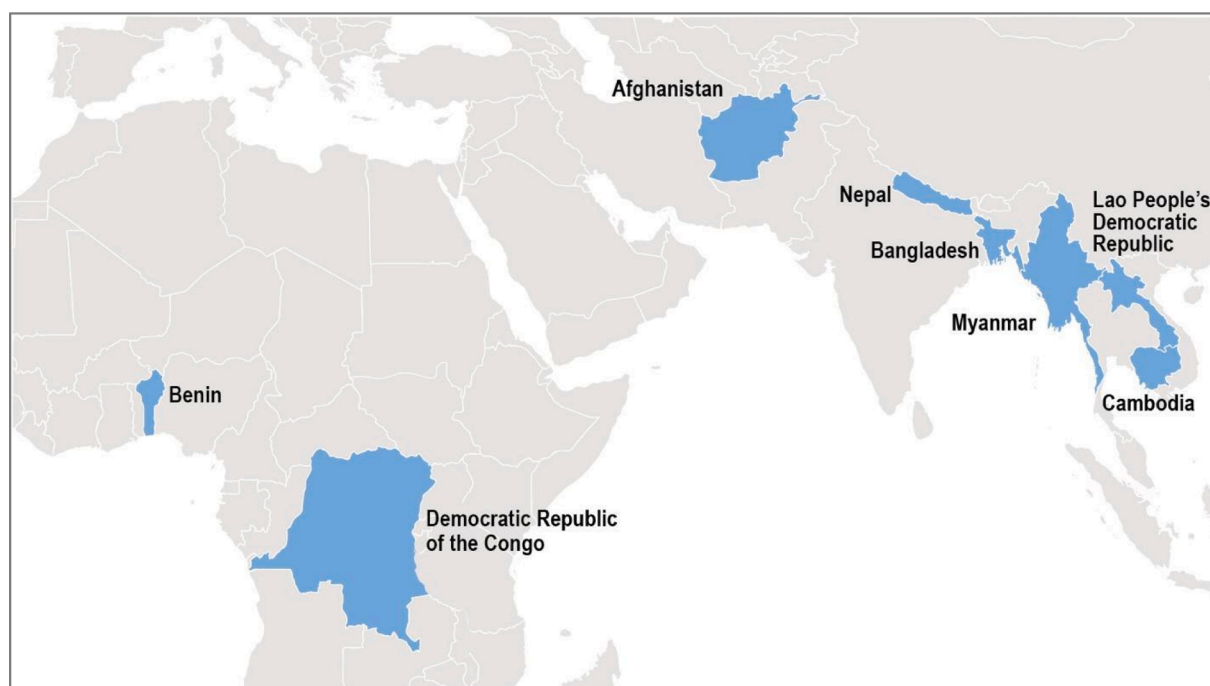 Afghanistan
Nepal
Lao People’s
Democratic
Republic
Bangladesh
Myanmar
Benin
Cambodia
Democratic Republic
of the Congo